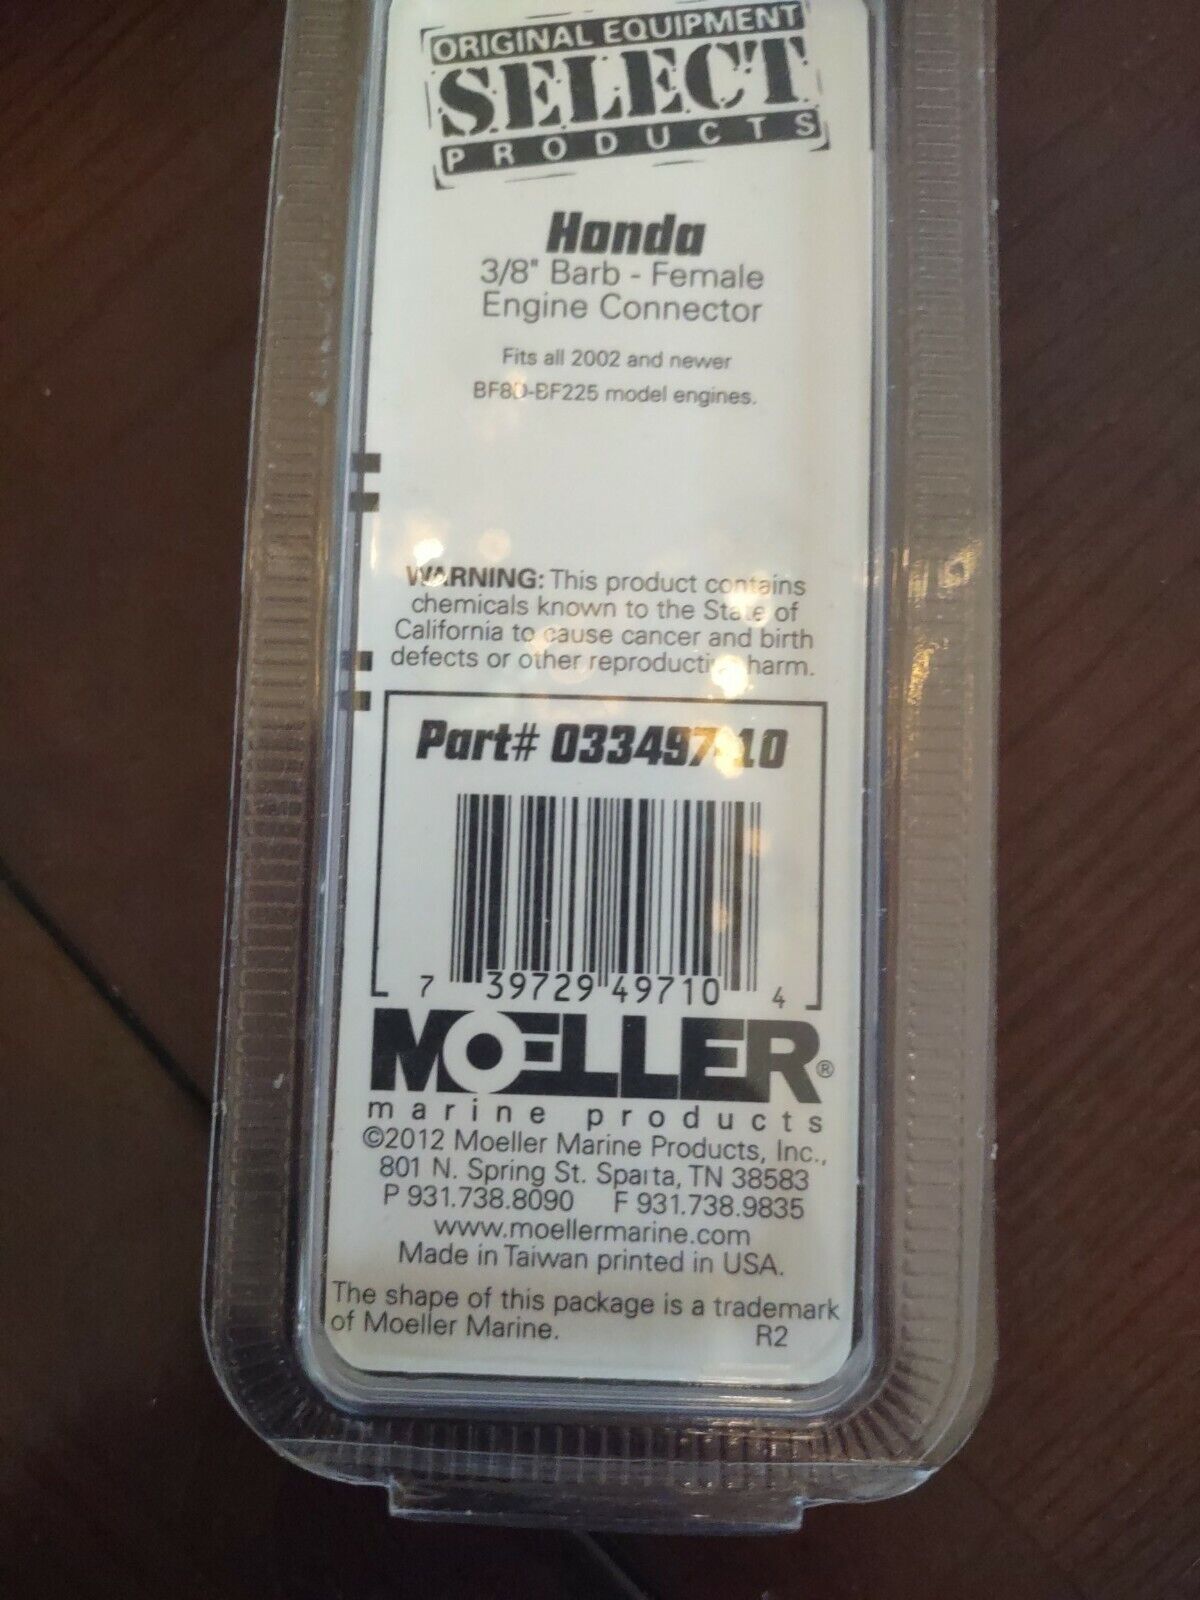 ORIGINAL EQUIPMENT
SELECT
PRODUCTS
Honda
3/8" Barb - Female
Engine Connector
Fits all 2002 and newer
BF8D-BF225 model engines.
WARNING: This product contains
chemicals known to the State of
California to cause cancer and birth
defects or other reproductive harm.
Part# 033497-10
7 39729 49710 4
MOELLER®
marine products
©2012 Moeller Marine Products, Inc.,
801 N. Spring St. Sparta, TN 38583
P 931.738.8090 F 931.738.9835
www.moellermarine.com
Made in Taiwan printed in USA.
The shape of this package is a trademark
of Moeller Marine. R2